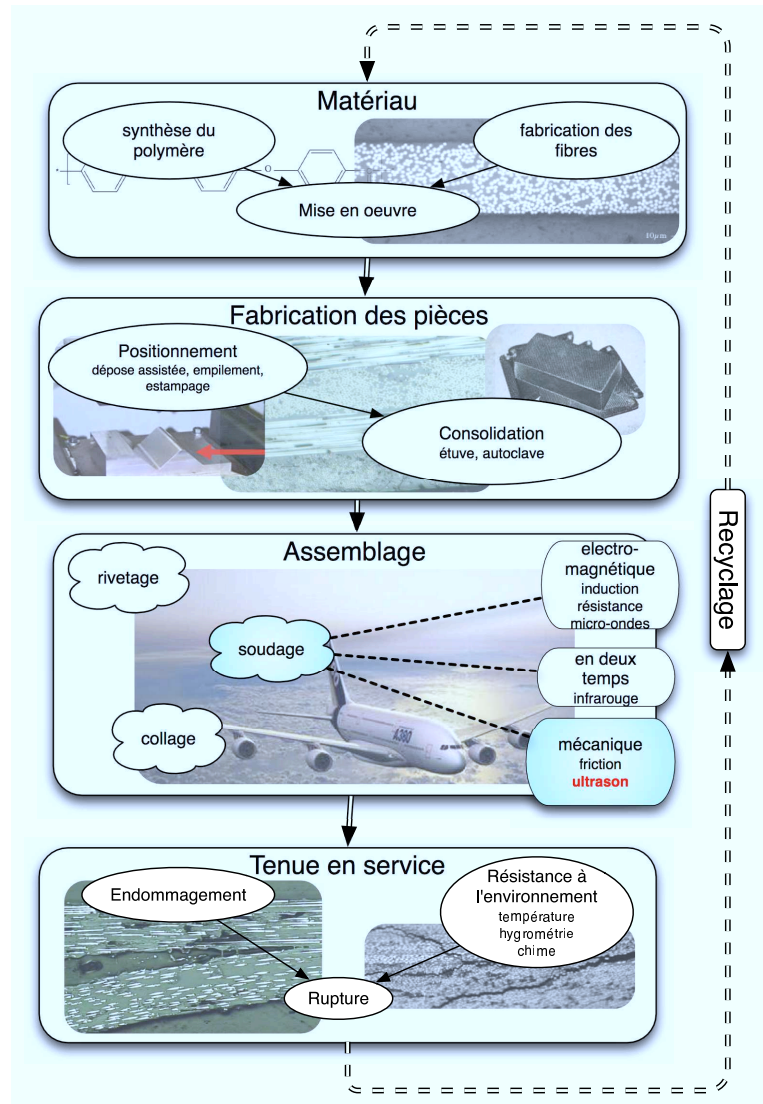 Matériau
synthèse du
polymère
fabrication des
fibres
O
Mise en oeuvre
10µm
Fabrication des pièces
Positionnement
dépose assistée, empilement,
estampage
Consolidation
étuve, autoclave
Assemblage
rivetage
soudage
collage
A380
electro-
magnétique
induction
résistance
micro-ondes
en deux
temps
infrarouge
mécanique
friction
ultrason
Tenue en service
Endommagement
Résistance à
l'environnement
température
hygrométrie
chime
Rupture
Recyclage